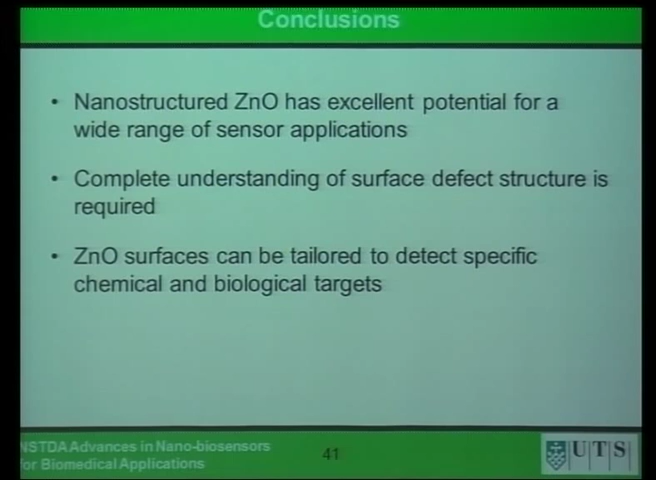 Conclusions
• Nanostructured ZnO has excellent potential for a
wide range of sensor applications
• Complete understanding of surface defect structure is
required
• ZnO surfaces can be tailored to detect specific
chemical and biological targets
NSTDA Advances in Nano-biosensors
for Biomedical Applications
41
UTS